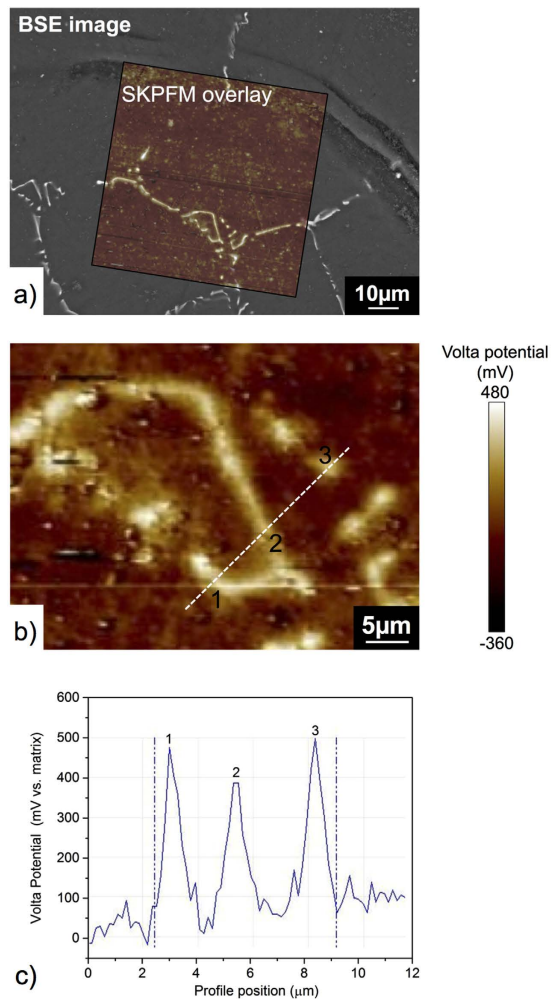 BSE image
SKPFM overlay
a)
10μm
Volta potential
(mV)
480
-360
1
2
3
b)
5μm
600
500
400
300
200
100
0
Volta Potential (mV vs. matrix)
1
2
3
0
2
4
6
8
10
12
Profile position (μm)
c)